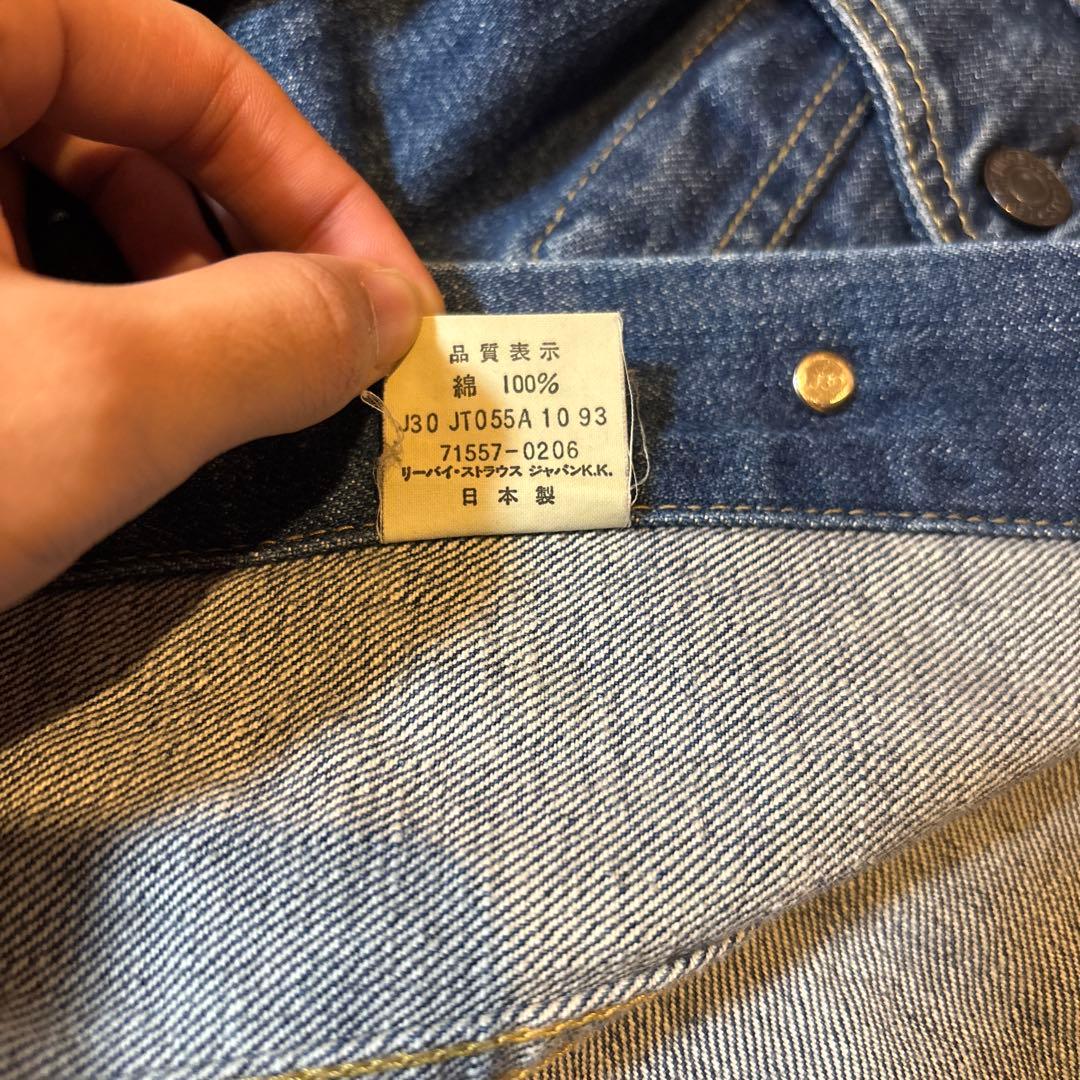 品質表示
綿 100%
J30 JT055A 10 93
71557-0206
リーバイ・ストラウス ジャパンK.K.
日本製